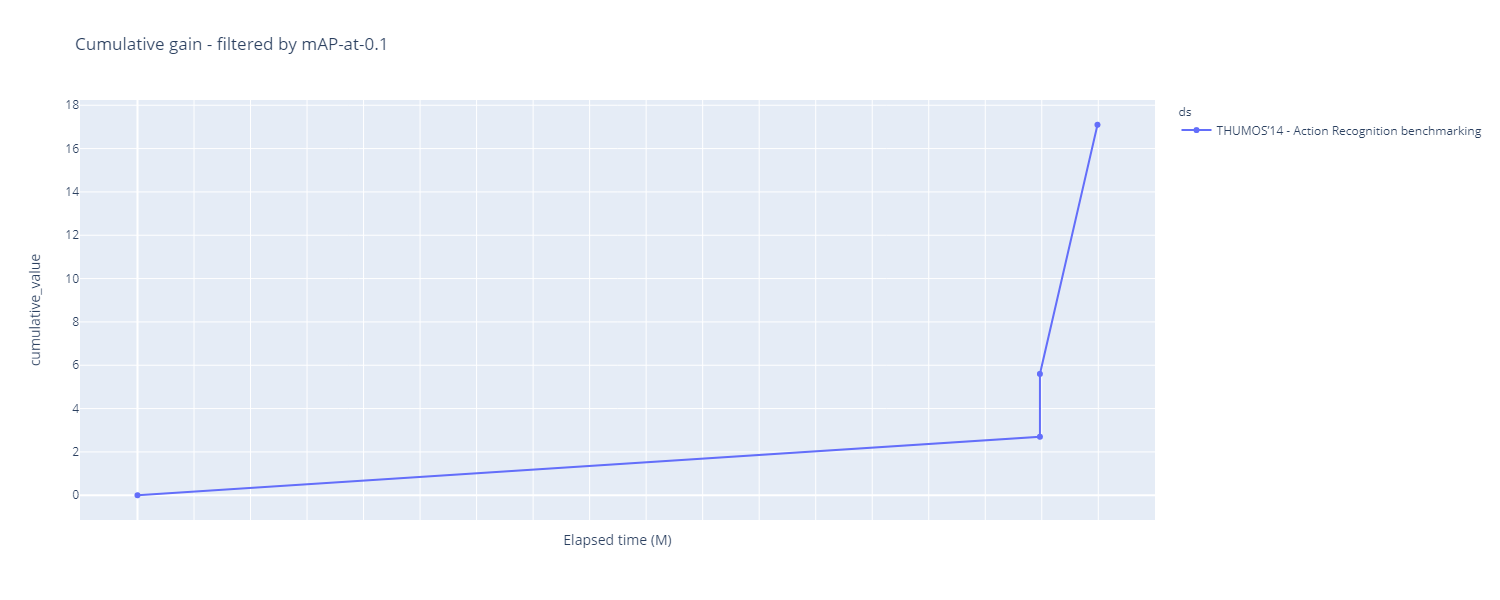 Cumulative gain - filtered by mAP-at-0.1
18
16
14
12
10
8
6
4
2
0
cumulative_value
Elapsed time (M)
ds
THUMOS'14 - Action Recognition benchmarking